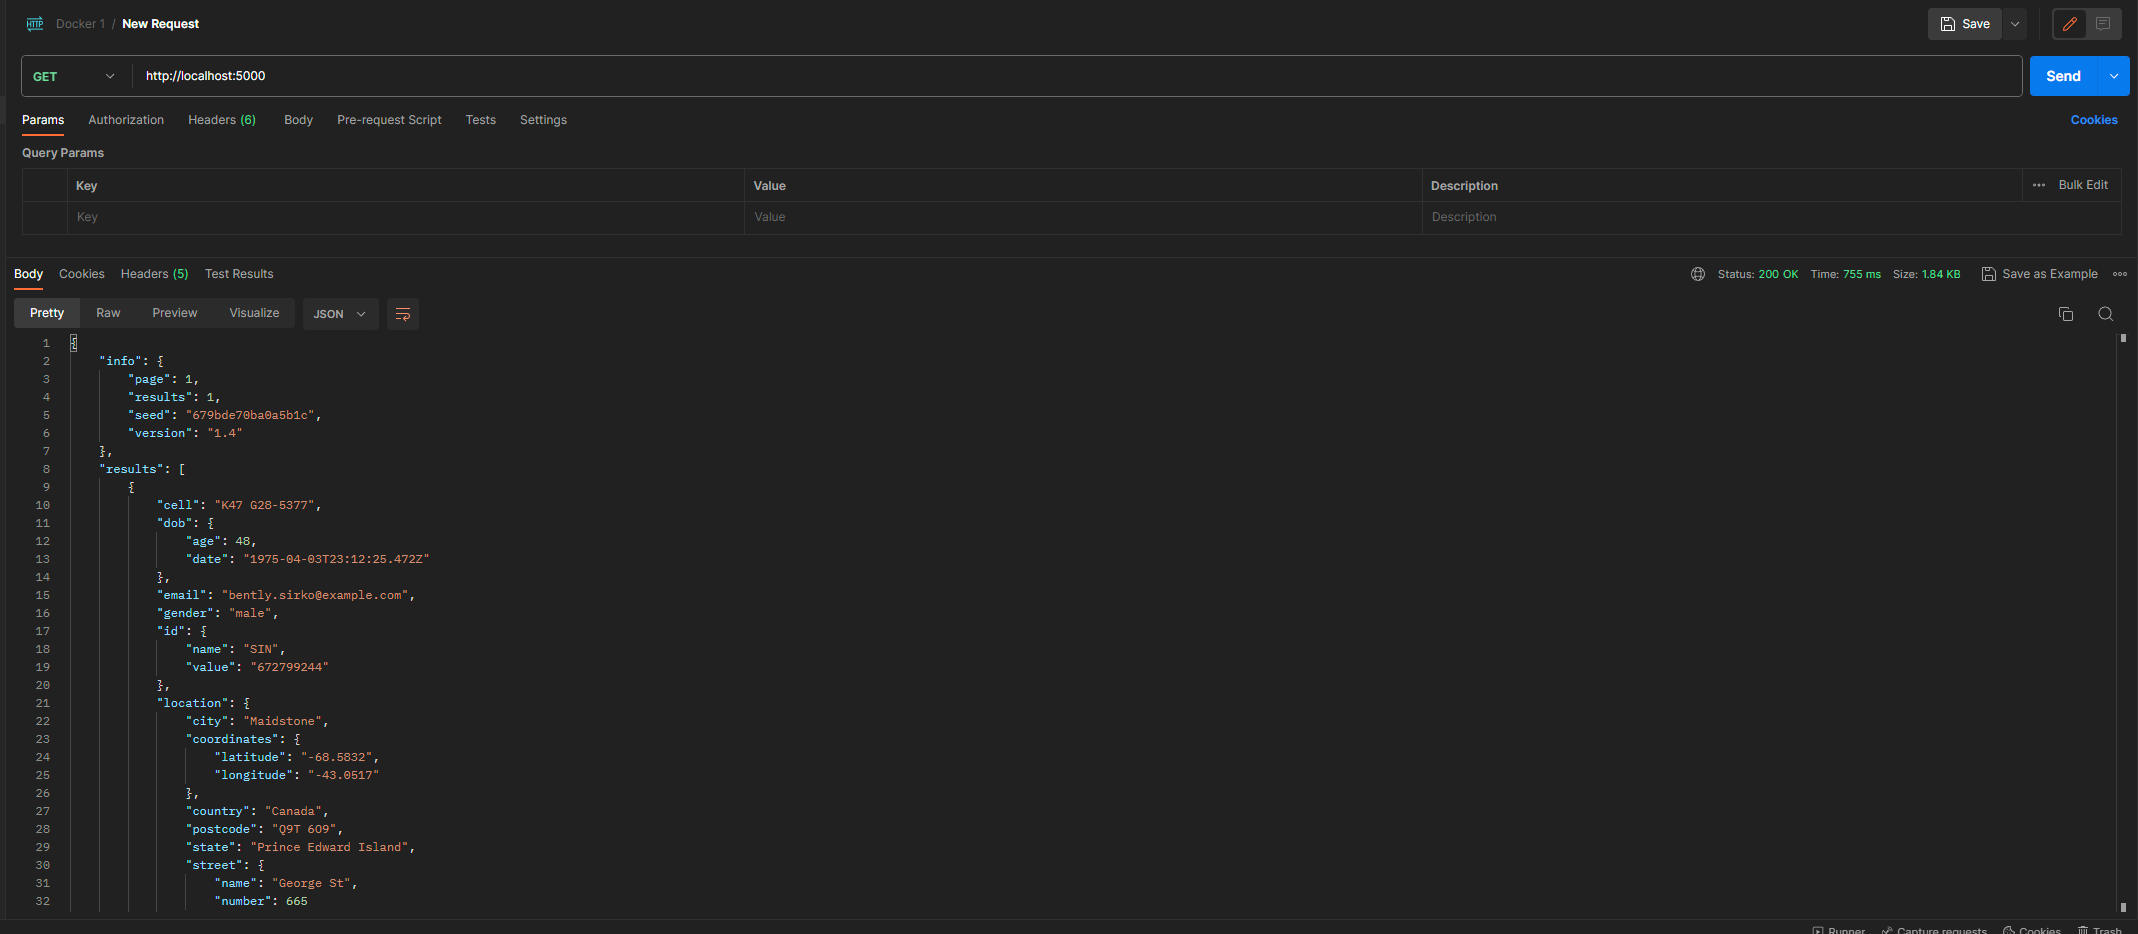 HTTP Docker 1 / New Request Save
GET http://localhost:5000 Send
Params Authorization Headers (6) Body Pre-request Script Tests Settings Cookies
Query Params
Key Value Description ••• Bulk Edit
Key Value Description
Body Cookies Headers (5) Test Results Status: 200 OK Time: 755 ms Size: 1.84 KB Save as Example
Pretty Raw Preview Visualize JSON
1 {
2 "info": {
3 "page": 1,
4 "results": 1,
5 "seed": "679bde70ba0a5b1c",
6 "version": "1.4"
7 },
8 "results": [
9 {
10 "cell": "K47 G28-5377",
11 "dob": {
12 "age": 48,
13 "date": "1975-04-03T23:12:25.472Z"
14 },
15 "email": "bently.sirko@example.com",
16 "gender": "male",
17 "id": {
18 "name": "SIN",
19 "value": "672799244"
20 },
21 "location": {
22 "city": "Maidstone",
23 "coordinates": {
24 "latitude": "-68.5832",
25 "longitude": "-43.0517"
26 },
27 "country": "Canada",
28 "postcode": "Q9T 6O9",
29 "state": "Prince Edward Island",
30 "street": {
31 "name": "George St",
32 "number": 665
Runner Capture requests Cookies Trash